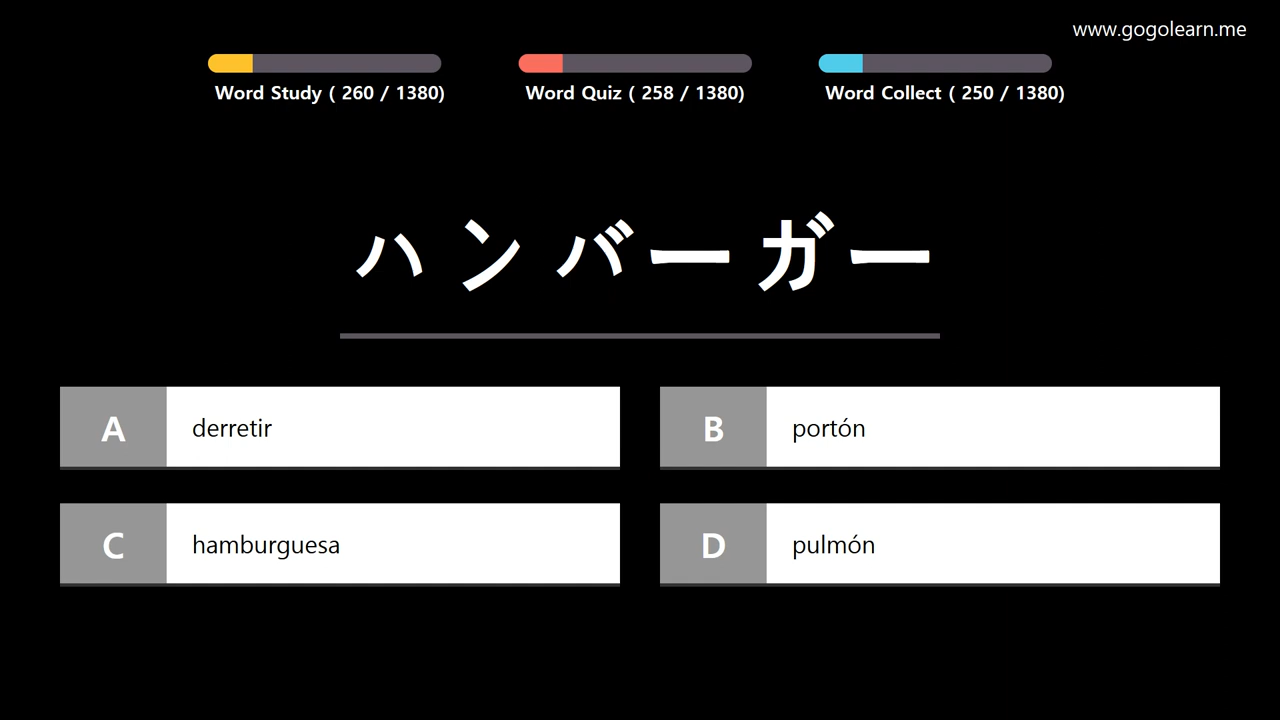 www.gogolearn.me
Word Study ( 260 / 1380)
Word Quiz ( 258 / 1380)
Word Collect ( 250 / 1380)
ハンバーガー
A
derretir
B
portón
C
hamburguesa
D
pulmón